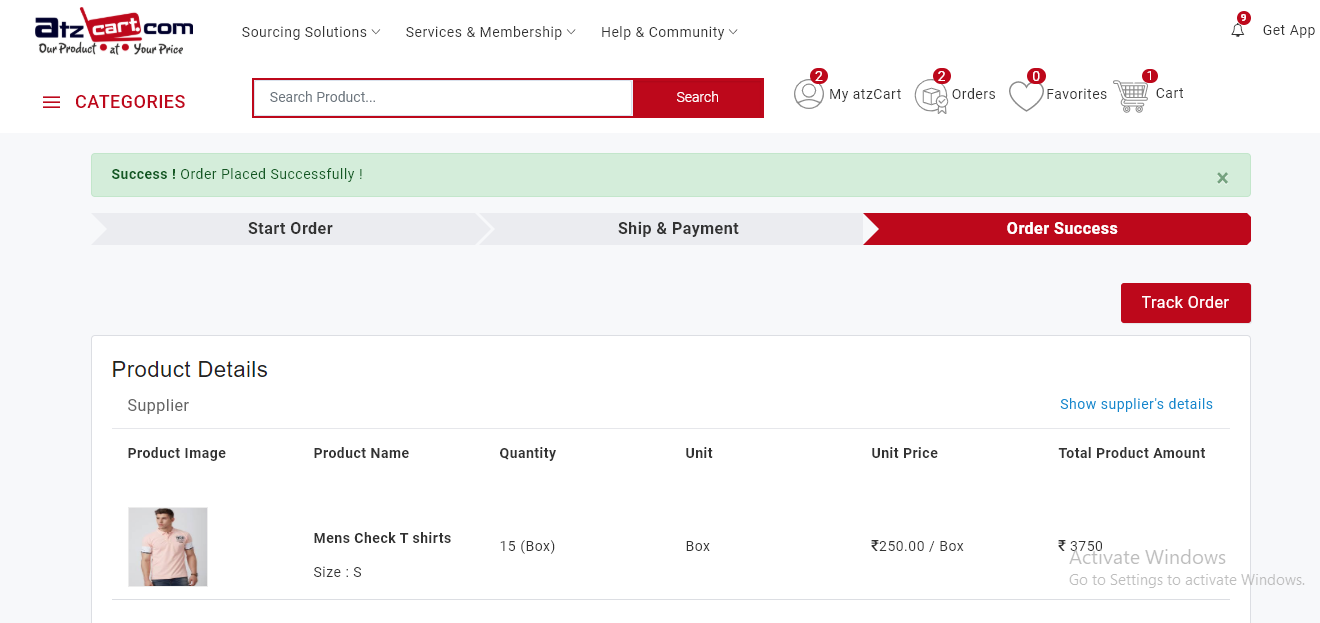 atzcart.com
Our Product • at • Your Price
Sourcing Solutions
Services & Membership
Help & Community
9
Get App
CATEGORIES
Search Product...
Search
2
My atzCart
2
Orders
0
Favorites
1
Cart
Success ! Order Placed Successfully !
×
Start Order
Ship & Payment
Order Success
Track Order
Product Details
Supplier
Show supplier's details
Product Image
Product Name
Quantity
Unit
Unit Price
Total Product Amount
Mens Check T shirts
Size : S
15 (Box)
Box
₹250.00 / Box
₹ 3750
Activate Windows
Go to Settings to activate Windows.